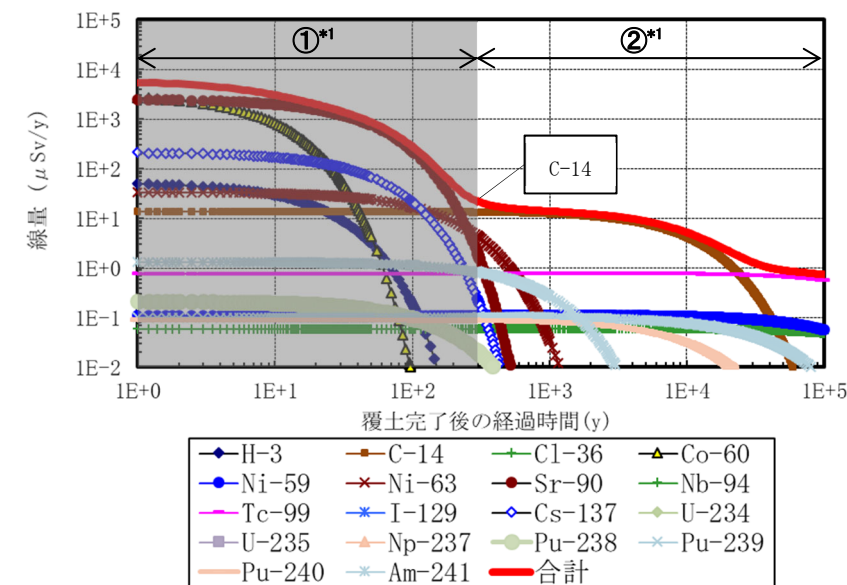 1E+5
①*1
②*1
1E+4
1E+3
1E+2
C-14
1E+1
1E+0
1E-1
1E-2
線量 (μSv/y)
1E+0 1E+1 1E+2 1E+3 1E+4 1E+5
覆土完了後の経過時間(y)
H-3 C-14 Cl-36 Co-60
Ni-59 Ni-63 Sr-90 Nb-94
Tc-99 I-129 Cs-137 U-234
U-235 Np-237 Pu-238 Pu-239
Pu-240 Am-241 合計